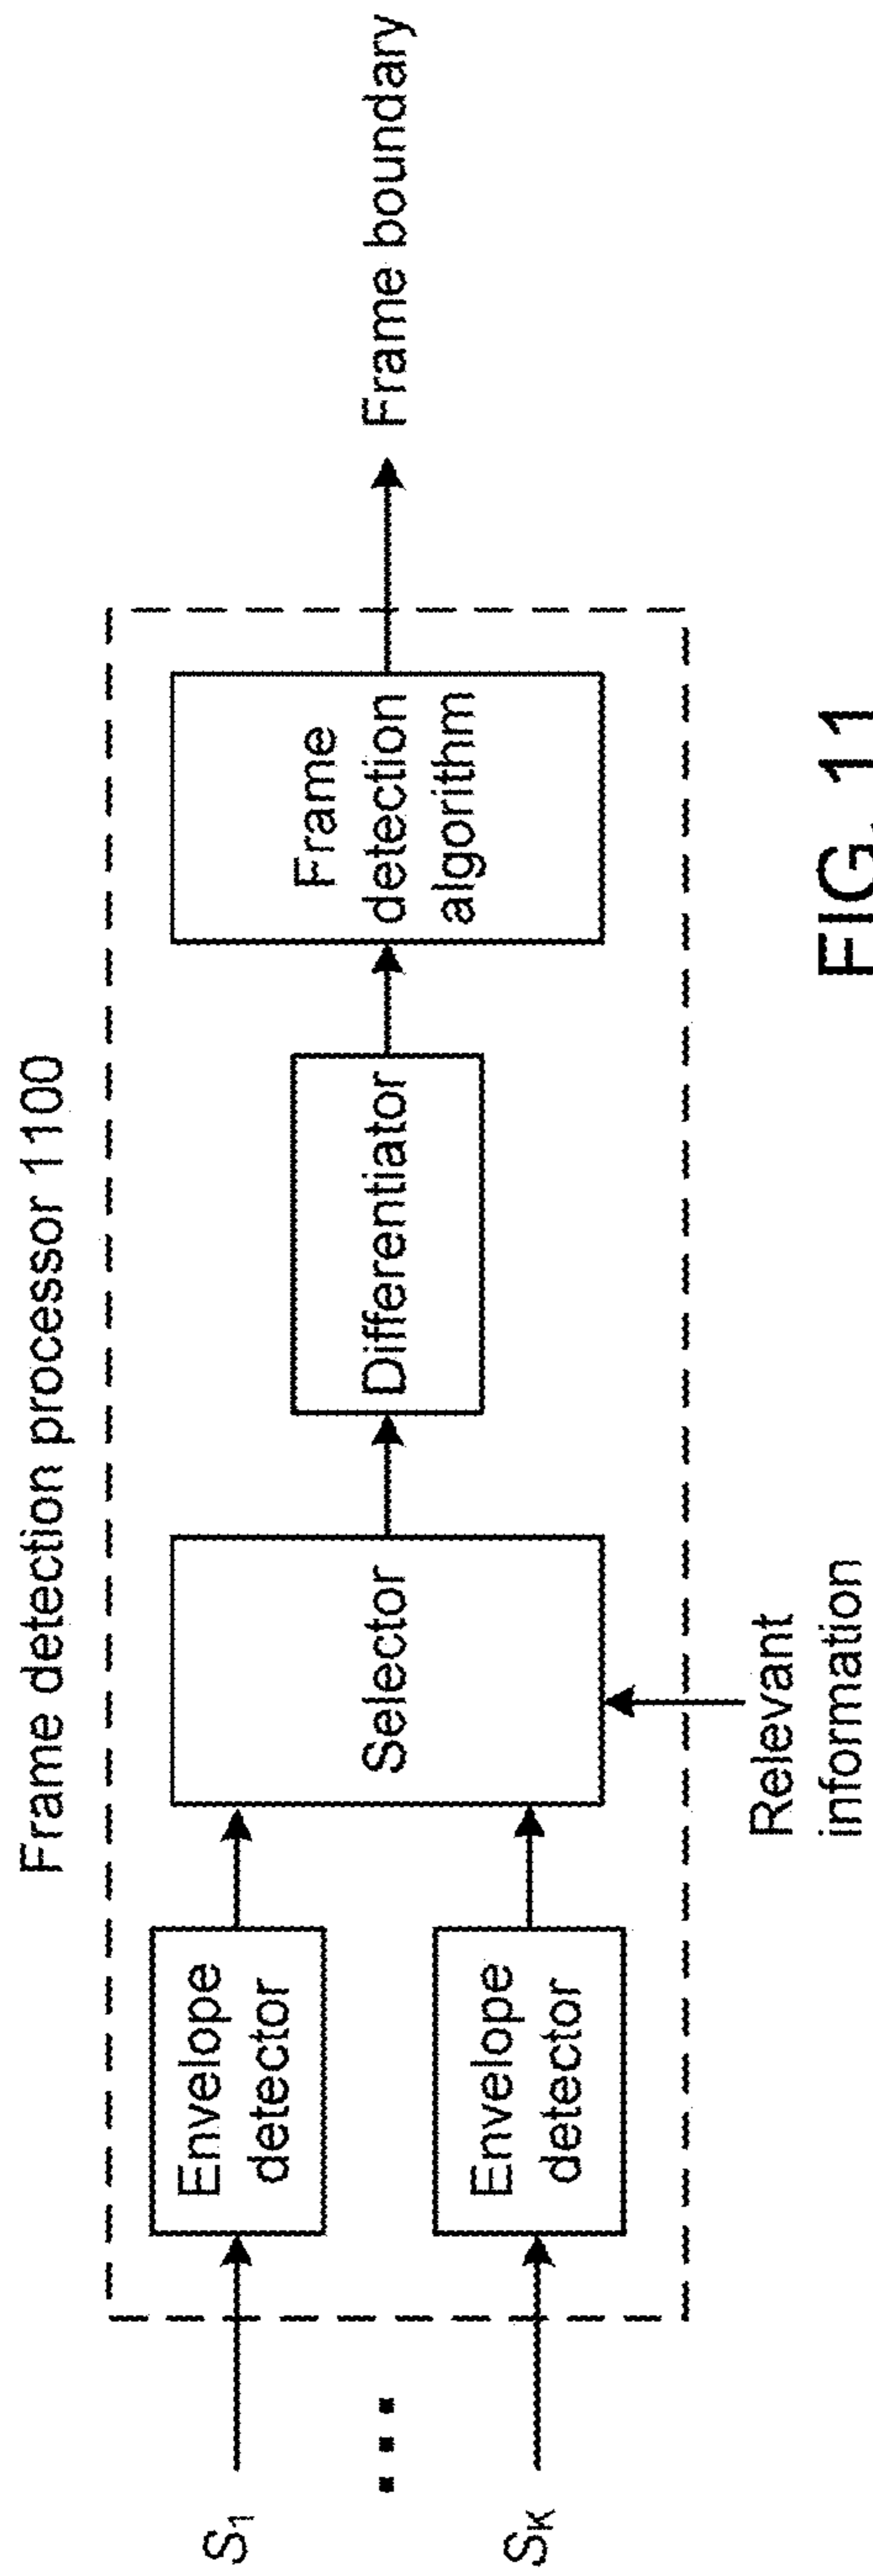 Frame detection processor 1100
S1
SK
Envelope
detector
Envelope
detector
Selector
Relevant
information
Differentiator
Frame
detection
algorithm
Frame boundary
FIG. 11